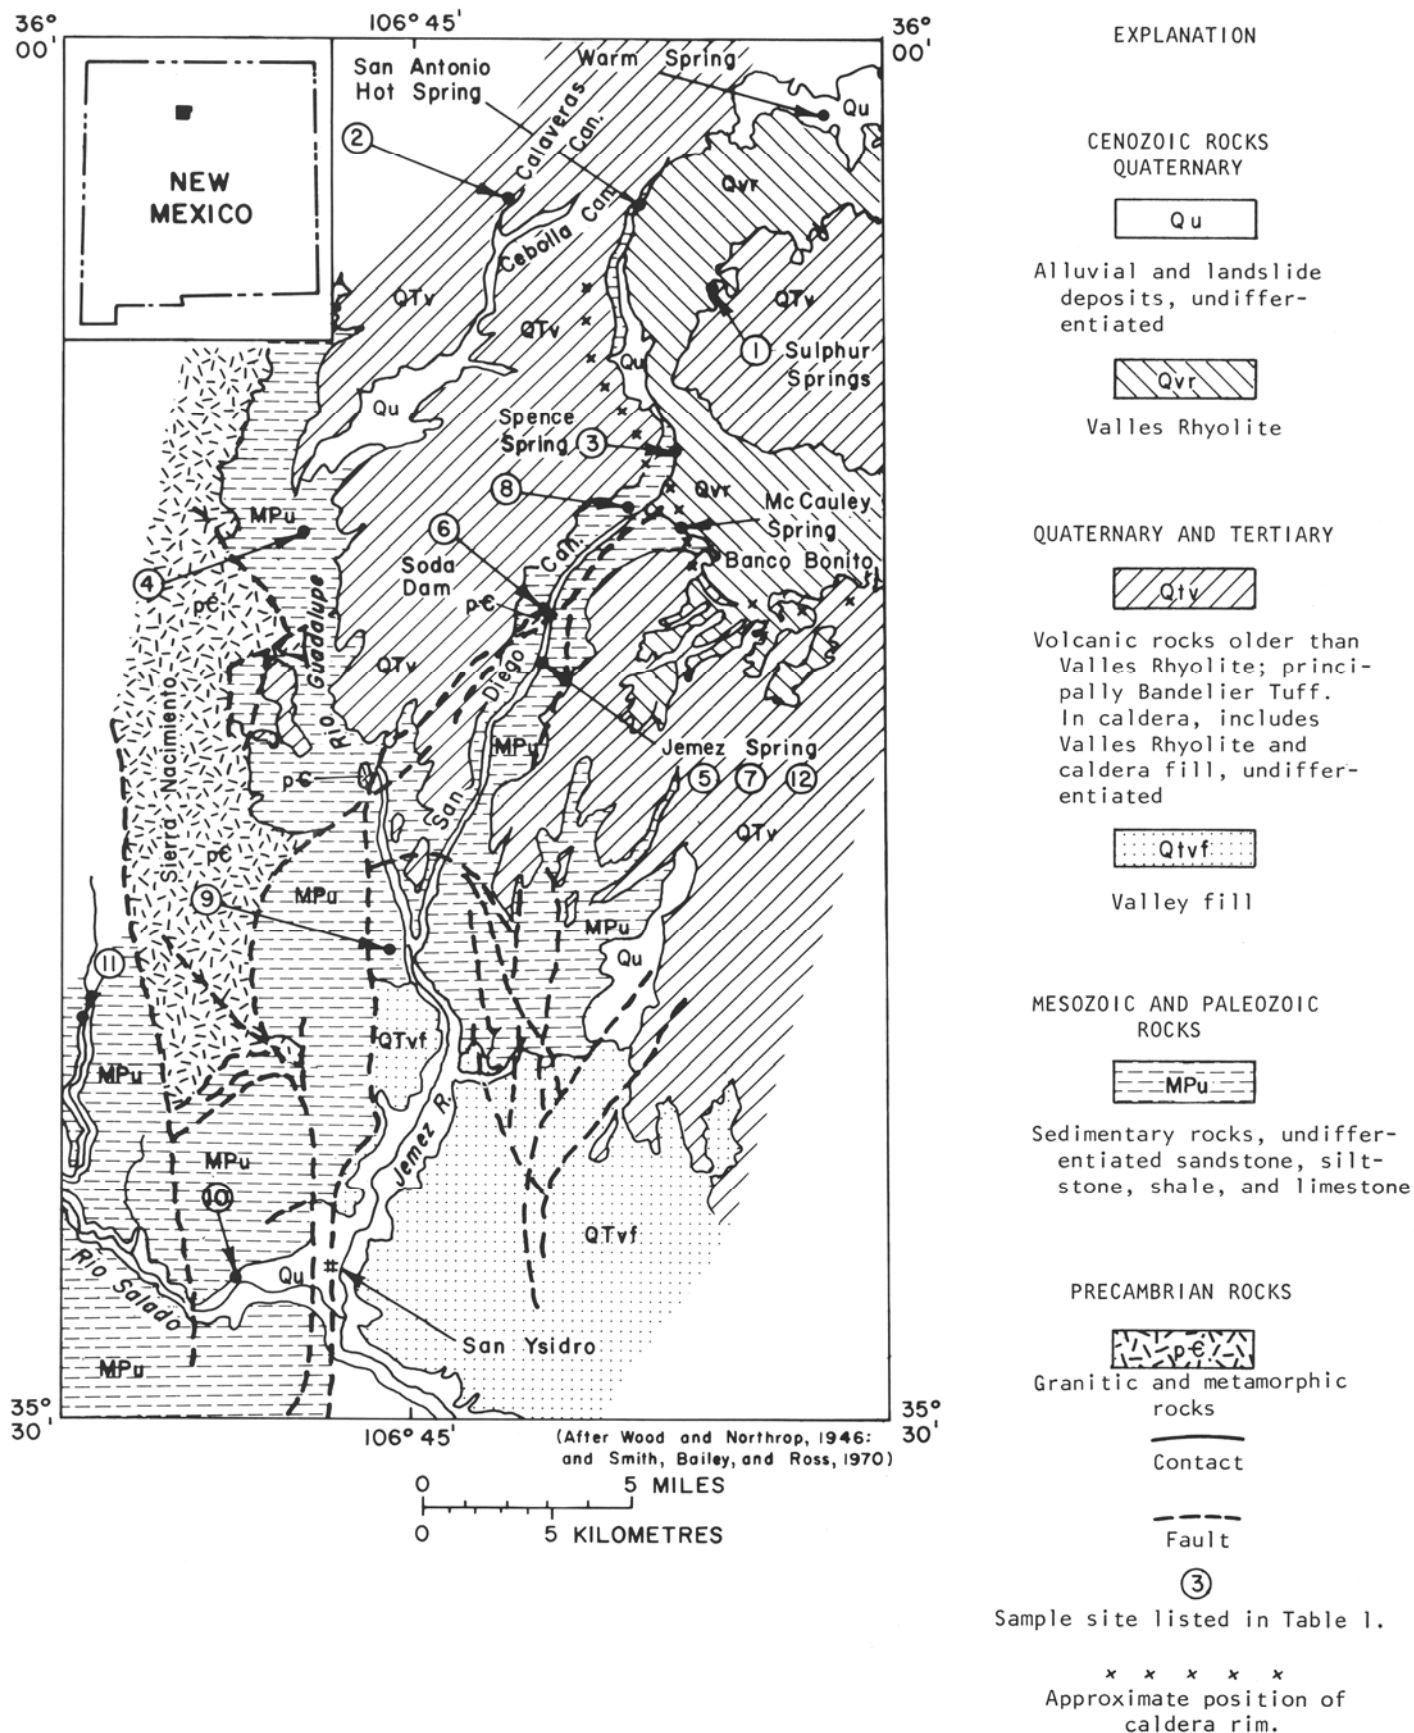 36°
00'
106° 45'
36°
00'
NEW
MEXICO
San Antonio
Hot Spring
Warm Spring
Qu
2
Calaveras
Can.
Cebolla Can.
Qvr
QTv
QTv
QTv
1
Sulphur
Springs
Qu
Qu
Spence
Spring
3
8
Qvr
Mc Cauley
Spring
6
MPu
Can.
Banco Bonito
Soda
Dam
4
p€
p€
Rio Guadalupe
QTv
San Diego
Sierra Nacimiento
MPu
Jemez Spring
5 7 12
p€
QTv
p€
9
MPu
MPu
Qu
11
QTvf
MPu
Jemez R.
MPu
10
QTvf
Rio Salado
Qu
#
San Ysidro
MPu
35°
30'
106° 45'
35°
30'
(After Wood and Northrop, 1946:
and Smith, Bailey, and Ross, 1970)
0 5 MILES
0 5 KILOMETRES
EXPLANATION
CENOZOIC ROCKS
QUATERNARY
Qu
Alluvial and landslide
deposits, undiffer-
entiated
Qvr
Valles Rhyolite
QUATERNARY AND TERTIARY
Qtv
Volcanic rocks older than
Valles Rhyolite; princi-
pally Bandelier Tuff.
In caldera, includes
Valles Rhyolite and
caldera fill, undiffer-
entiated
Qtvf
Valley fill
MESOZOIC AND PALEOZOIC
ROCKS
MPu
Sedimentary rocks, undiffer-
entiated sandstone, silt-
stone, shale, and limestone
PRECAMBRIAN ROCKS
p€
Granitic and metamorphic
rocks
Contact
Fault
3
Sample site listed in Table 1.
x x x x x
Approximate position of
caldera rim.